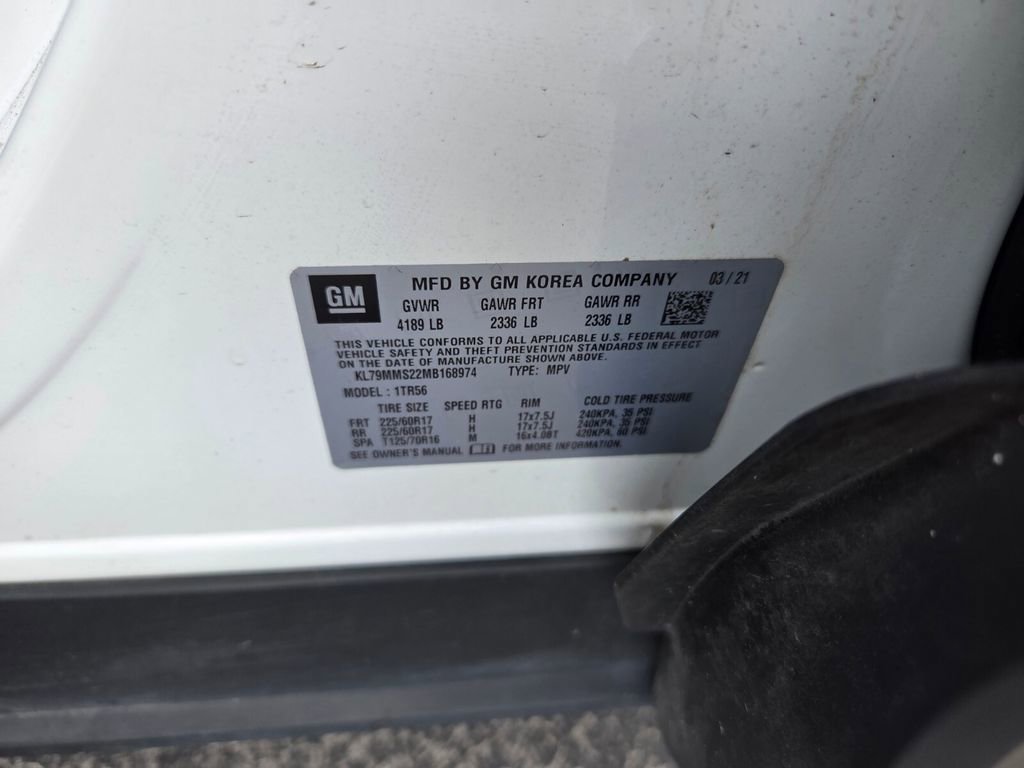 GM
MFD BY GM KOREA COMPANY 03 / 21
GVWR GAWR FRT GAWR RR
4189 LB 2336 LB 2336 LB
THIS VEHICLE CONFORMS TO ALL APPLICABLE U.S. FEDERAL MOTOR
VEHICLE SAFETY AND THEFT PREVENTION STANDARDS IN EFFECT
ON THE DATE OF MANUFACTURE SHOWN ABOVE.
KL79MMS22MB168974 TYPE: MPV
MODEL : 1TR56
TIRE SIZE SPEED RTG RIM COLD TIRE PRESSURE
FRT 225/60R17 H 17x7.5J 240KPA, 35 PSI
RR 225/60R17 H 17x7.5J 240KPA, 35 PSI
SPA T125/70R16 M 16x4.0BT 420KPA, 60 PSI
SEE OWNER'S MANUAL FOR MORE INFORMATION.